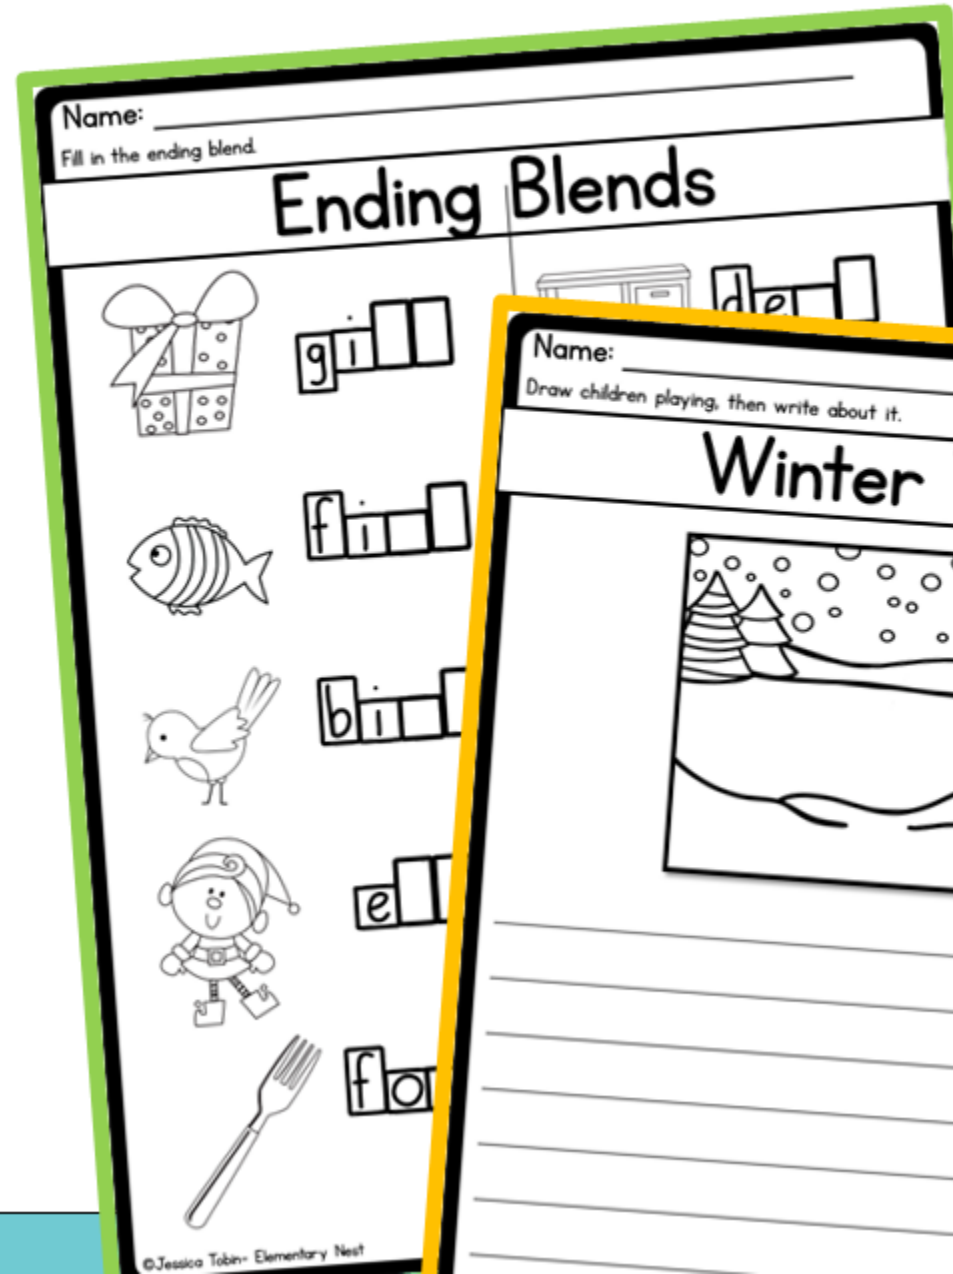 Name:
Fill in the ending blend.
Ending Blends
gi
de
fi
bi
e
fo
©Jessica Tobin- Elementary Nest
Name:
Draw children playing, then write about it.
Winter